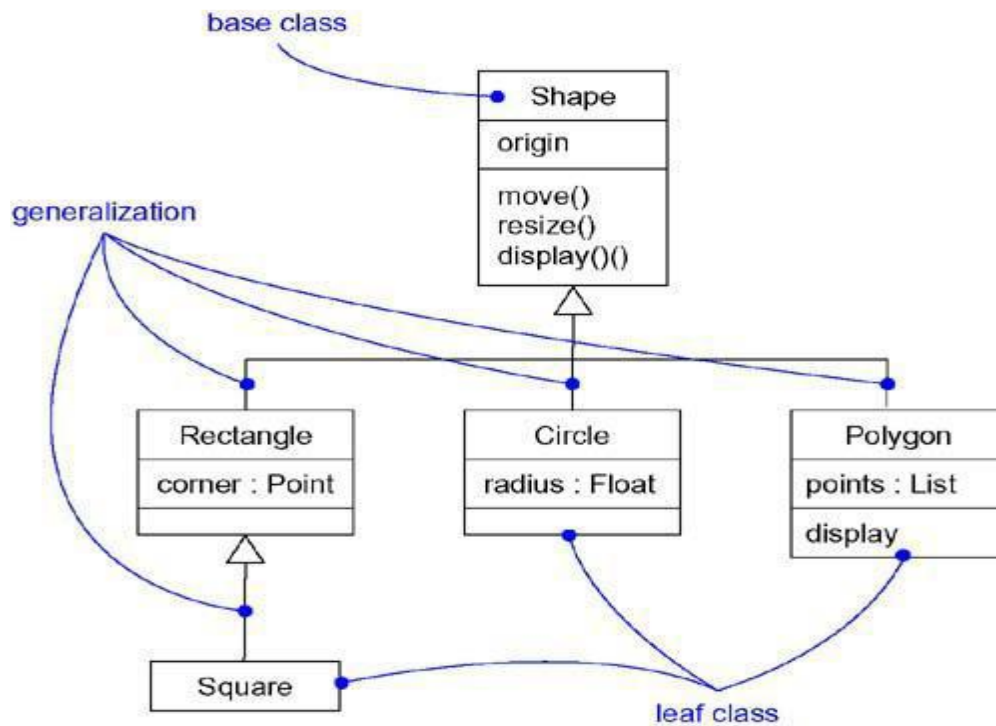 base class
Shape
origin
move()
resize()
display()()
generalization
Rectangle
corner : Point
Circle
radius : Float
Polygon
points : List
display
Square
leaf class